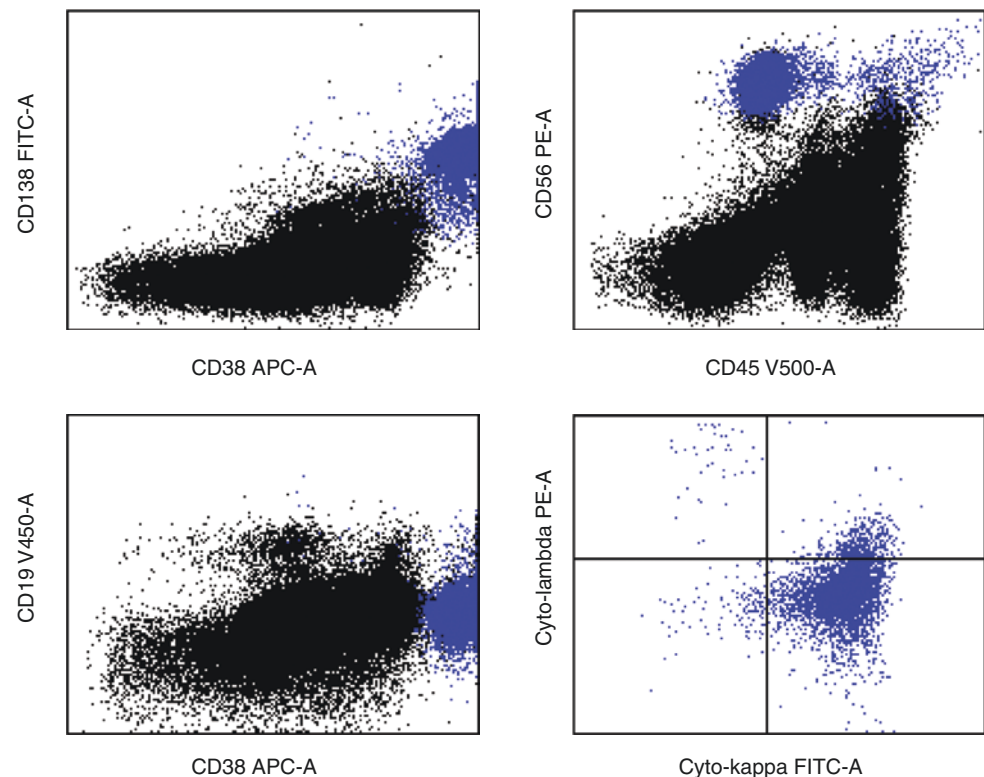 CD138 FITC-A
CD38 APC-A
CD56 PE-A
CD45 V500-A
CD19 V450-A
CD38 APC-A
Cyto-lambda PE-A
Cyto-kappa FITC-A